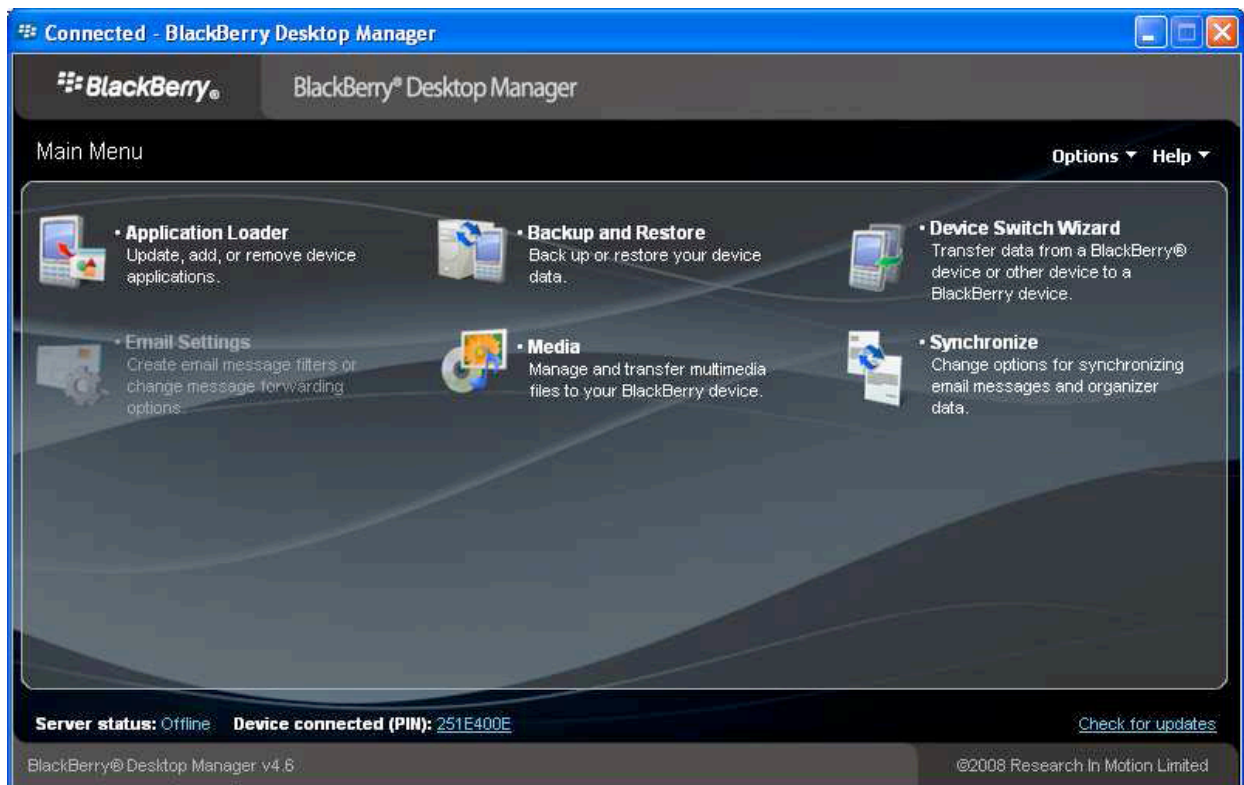 Connected - BlackBerry Desktop Manager
BlackBerry® BlackBerry® Desktop Manager
Main Menu
Options Help
· Application Loader
Update, add, or remove device
applications.
· Backup and Restore
Back up or restore your device
data.
· Device Switch Wizard
Transfer data from a BlackBerry®
device or other device to a
BlackBerry device.
· Email Settings
Create email message filters or
change message forwarding
options.
· Media
Manage and transfer multimedia
files to your BlackBerry device.
· Synchronize
Change options for synchronizing
email messages and organizer
data.
Server status: Offline Device connected (PIN): 251E400E
Check for updates
BlackBerry® Desktop Manager v4.6
©2008 Research In Motion Limited